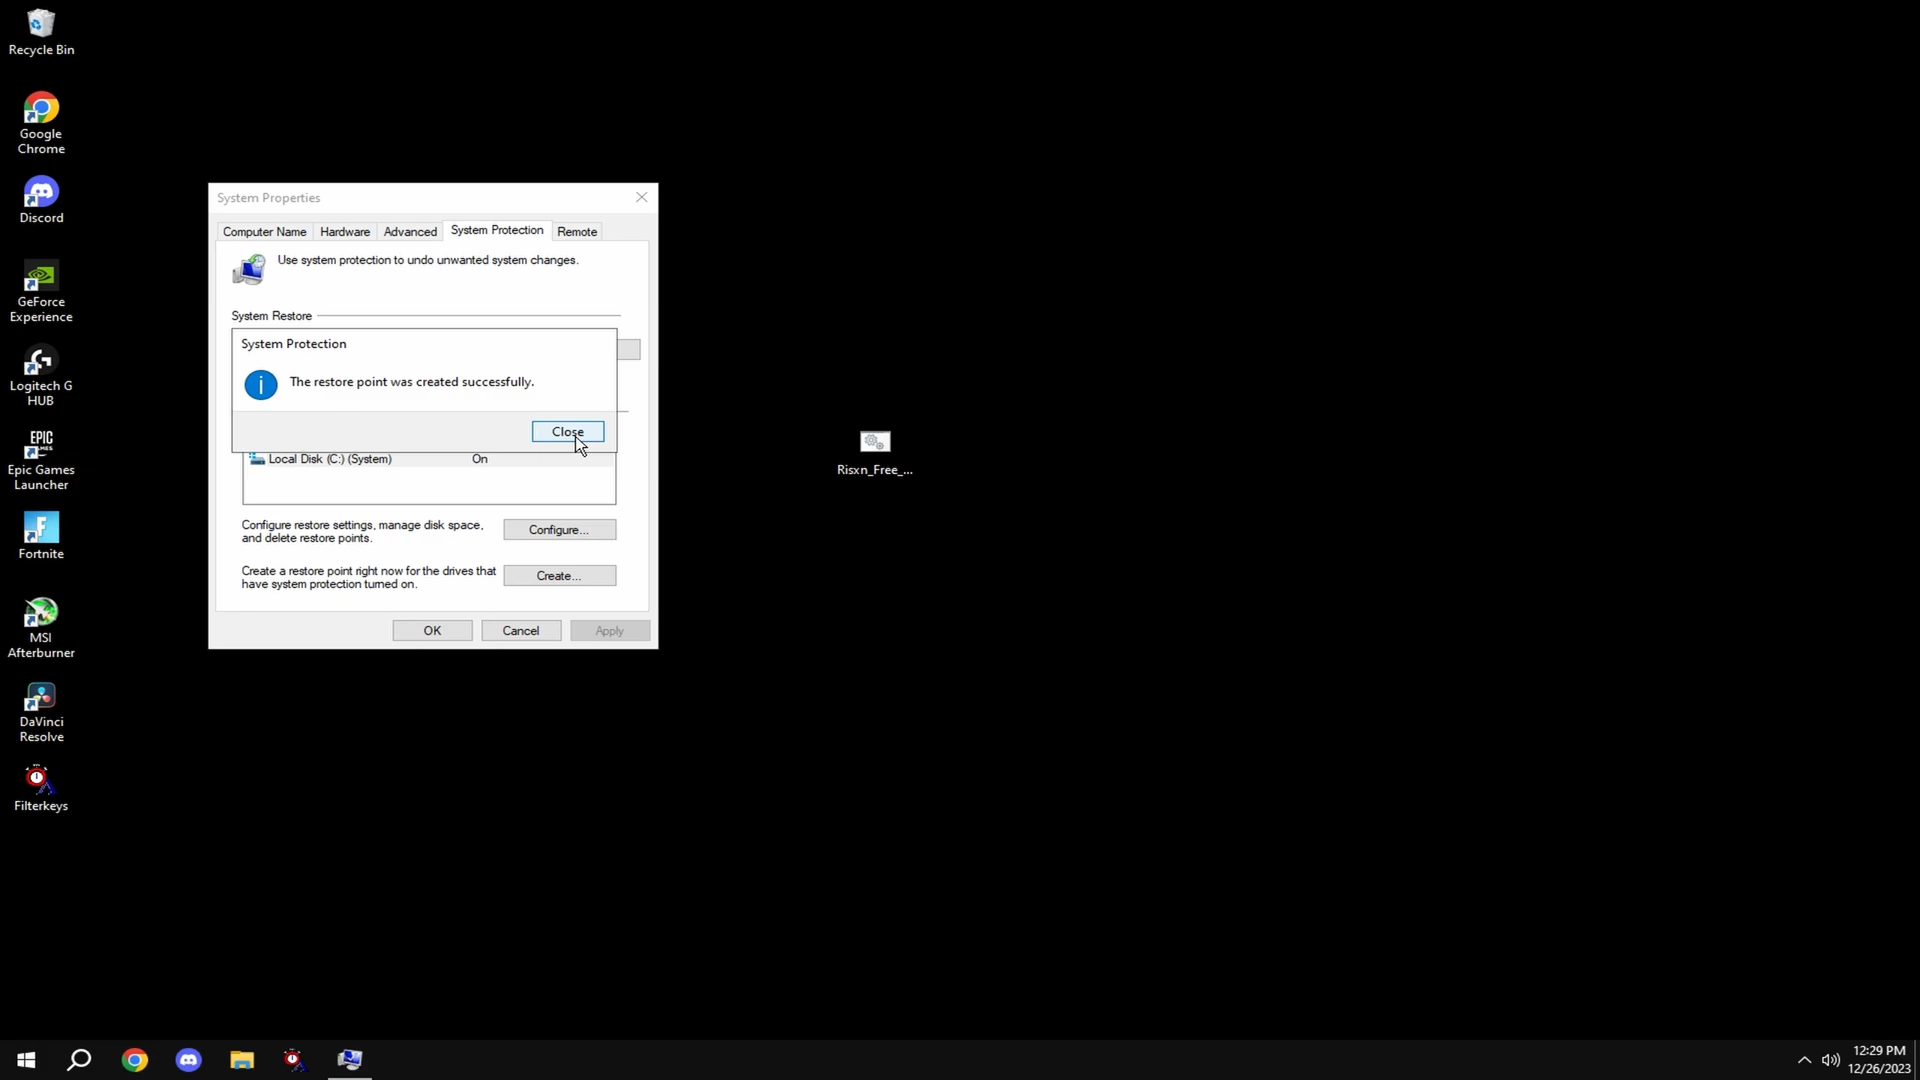 Recycle Bin
Google
Chrome
Discord
GeForce
Experience
Logitech G
HUB
EPIC
GAMES
Epic Games
Launcher
Fortnite
MSI
Afterburner
DaVinci
Resolve
Filterkeys
System Properties
Computer Name
Hardware
Advanced
System Protection
Remote
Use system protection to undo unwanted system changes.
System Restore
System Protection
The restore point was created successfully.
Close
Local Disk (C:) (System) On
Configure restore settings, manage disk space,
and delete restore points.
Configure...
Create a restore point right now for the drives that
have system protection turned on.
Create...
OK
Cancel
Apply
Risxn_Free_...
12:29 PM
12/26/2023